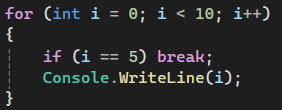 for (int i = 0; i < 10; i++)
{
    if (i == 5) break;
    Console.WriteLine(i);
}